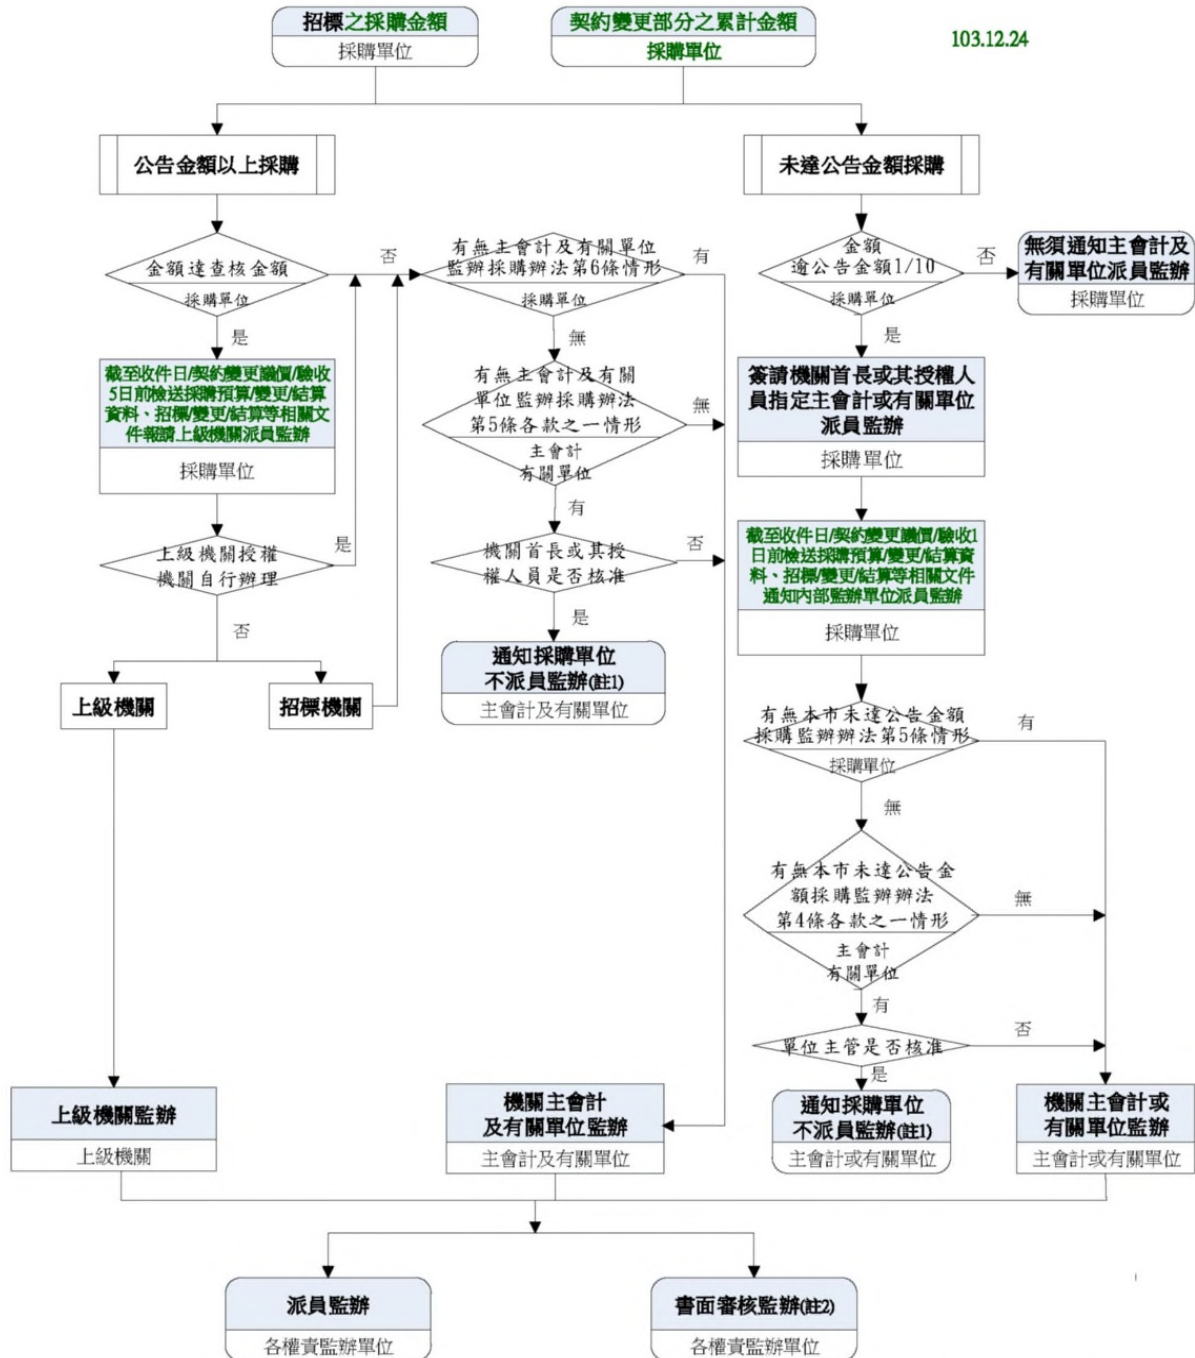 招標之採購金額
採購單位
契約變更部分之累計金額
採購單位
103.12.24
公告金額以上採購
未達公告金額採購
金額達查核金額
採購單位
否
是
有無主會計及有關單位
監辦採購辦法第6條情形
採購單位
有
無
金額
逾公告金額1/10
採購單位
否
是
無須通知主會計及
有關單位派員監辦
採購單位
截至收件日/契約變更議價/驗收
5日前檢送採購預算/變更/結算
資料、招標/變更/結算等相關文
件報請上級機關派員監辦
採購單位
有無主會計及有關
單位監辦採購辦法
第5條各款之一情形
主會計
有關單位
無
有
簽請機關首長或其授權人
員指定主會計或有關單位
派員監辦
採購單位
上級機關授權
機關自行辦理
是
否
機關首長或其授
權人員是否核准
否
是
截至收件日/契約變更議價/驗收1
日前檢送採購預算/變更/結算資
料、招標/變更/結算等相關文件
通知內部監辦單位派員監辦
採購單位
上級機關
招標機關
通知採購單位
不派員監辦(註1)
主會計及有關單位
有無本市未達公告金額
採購監辦辦法第5條情形
採購單位
有
無
有無本市未達公告金
額採購監辦辦法
第4條各款之一情形
主會計
有關單位
無
有
單位主管是否核准
否
是
上級機關監辦
上級機關
機關主會計
及有關單位監辦
主會計及有關單位
通知採購單位
不派員監辦(註1)
主會計或有關單位
機關主會計或
有關單位監辦
主會計或有關單位
派員監辦
各權責監辦單位
書面審核監辦(註2)
各權責監辦單位